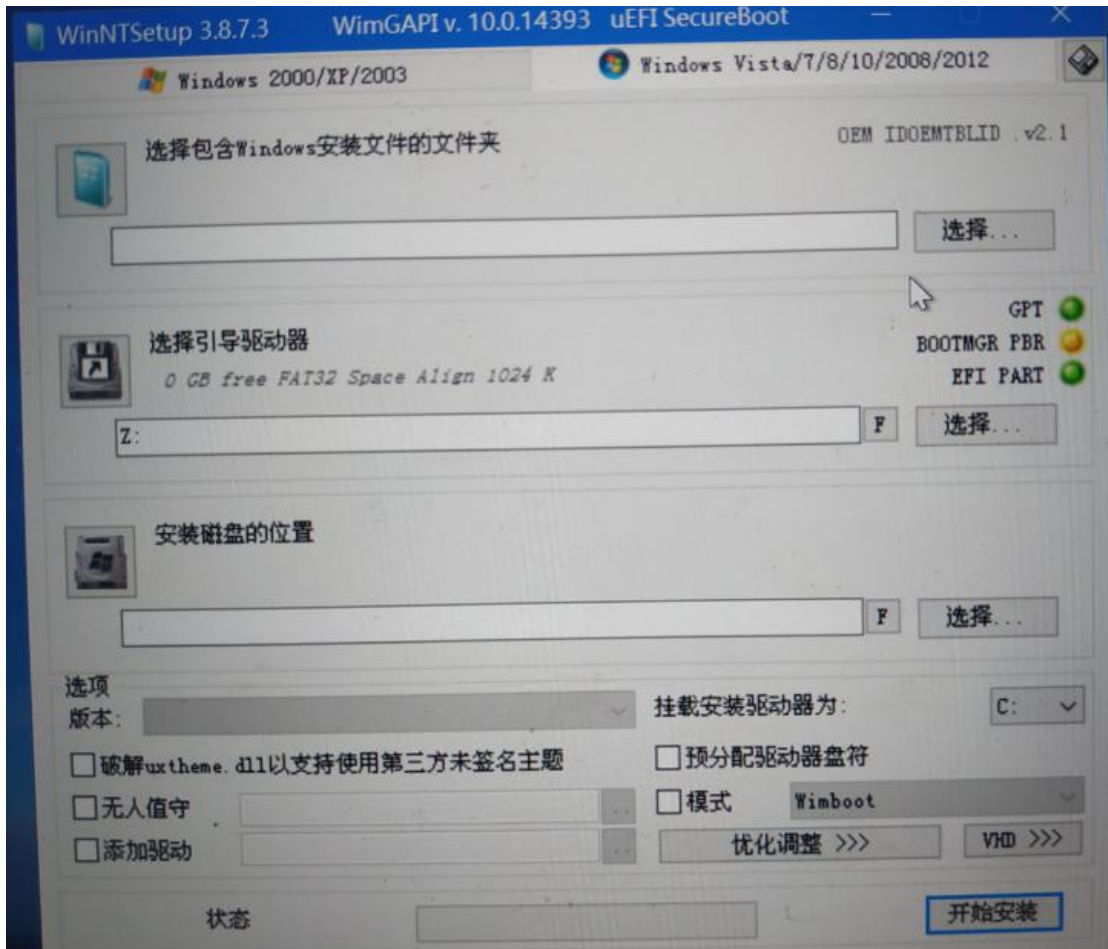 WinNTSetup 3.8.7.3 WimGAPI v. 10.0.14393 uEFI SecureBoot
Windows 2000/XP/2003
Windows Vista/7/8/10/2008/2012
选择包含Windows安装文件的文件夹
OEM IDOEMTBLID .v2.1
选择...
GPT
选择引导驱动器
BOOTMGR PBR
0 GB free FAT32 Space Align 1024 K
EFI PART
Z:
F
选择...
安装磁盘的位置
F
选择...
选项
版本:
挂载安装驱动器为:
C:
破解uxtheme.dll以支持使用第三方未签名主题
预分配驱动器盘符
无人值守
..
模式
Wimboot
添加驱动
..
优化调整 >>>
VHD >>>
状态
开始安装